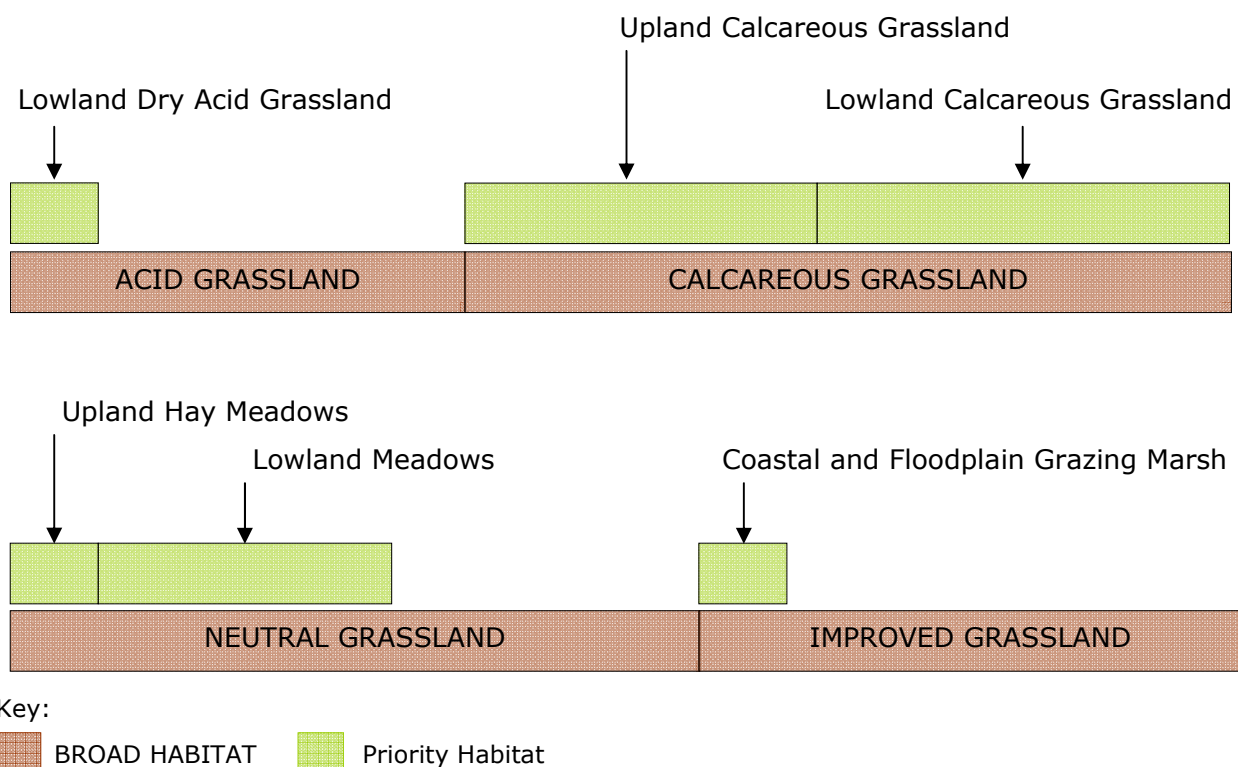 Upland Calcareous Grassland
Lowland Dry Acid Grassland
Lowland Calcareous Grassland
ACID GRASSLAND
CALCAREOUS GRASSLAND
Upland Hay Meadows
Lowland Meadows
Coastal and Floodplain Grazing Marsh
NEUTRAL GRASSLAND
IMPROVED GRASSLAND
Key:
BROAD HABITAT
Priority Habitat